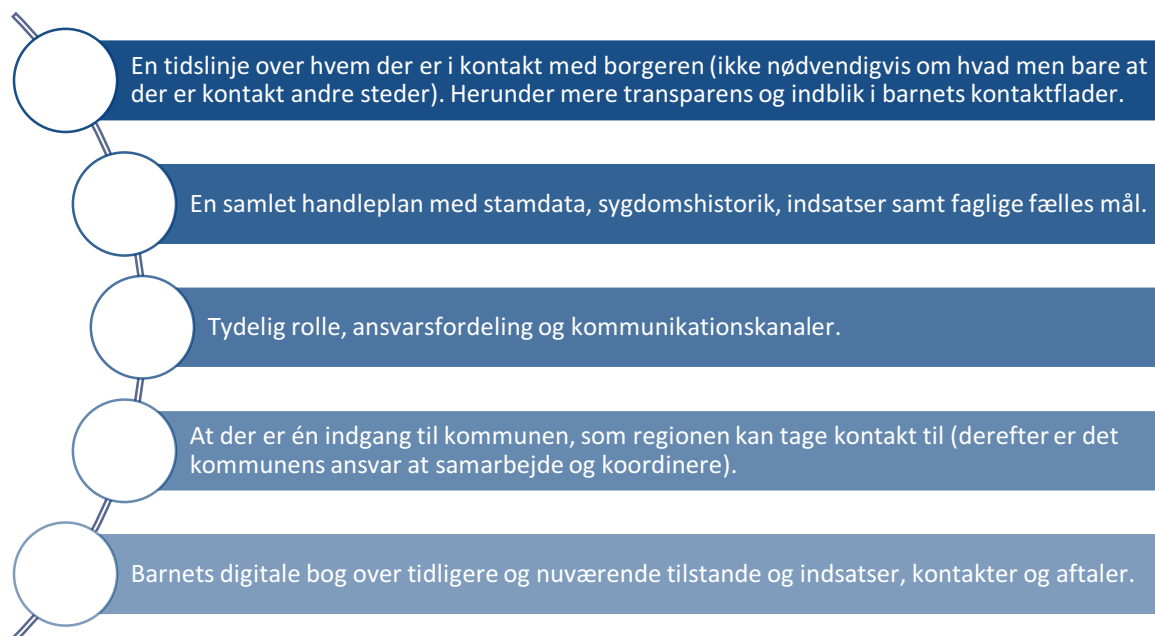 En tidslinje over hvem der er i kontakt med borgeren (ikke nødvendigvis om hvad men bare at
der er kontakt andre steder). Herunder mere transparens og indblik i barnets kontaktflader.
En samlet handleplan med stamdata, sygdomshistorik, indsatser samt faglige fælles mål.
Tydelig rolle, ansvarsfordeling og kommunikationskanaler.
At der er én indgang til kommunen, som regionen kan tage kontakt til (derefter er det
kommunens ansvar at samarbejde og koordinere).
Barnets digitale bog over tidligere og nuværende tilstande og indsatser, kontakter og aftaler.